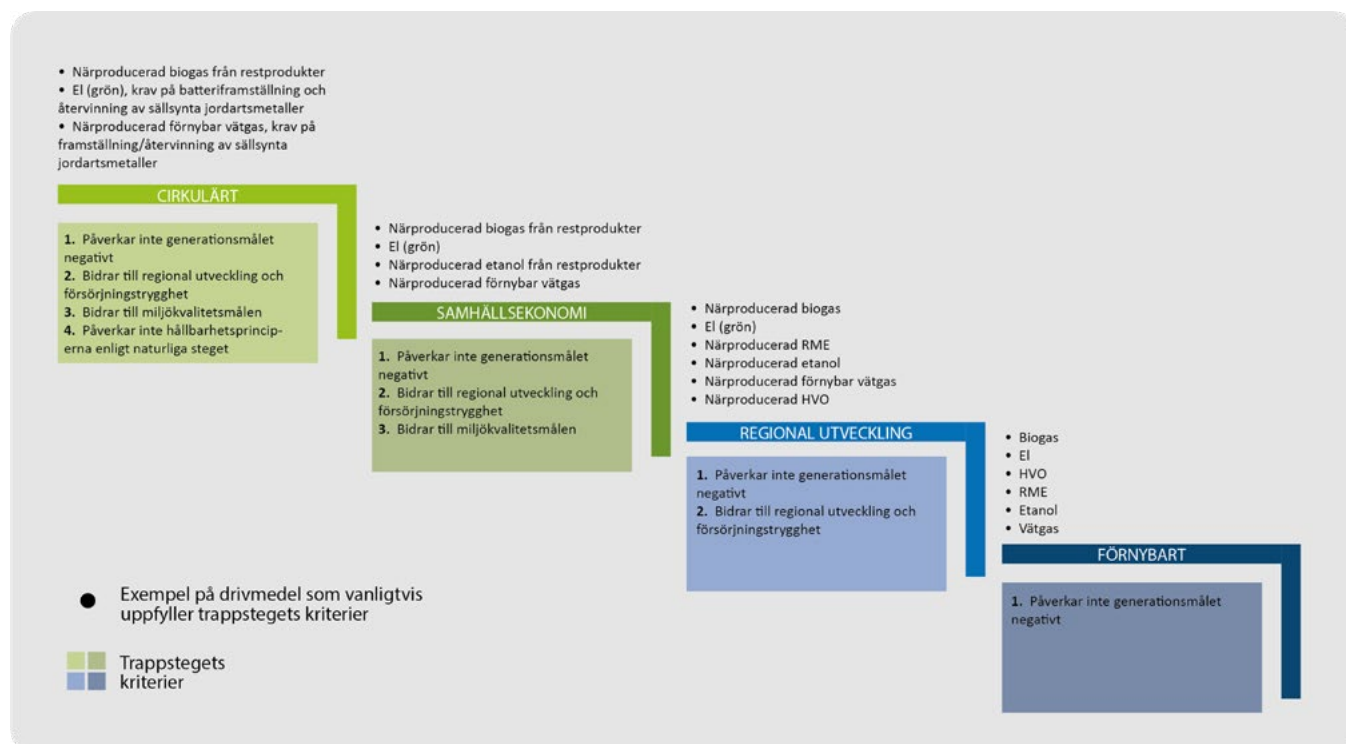 • Närproducerad biogas från restprodukter
• El (grön), krav på batteriframställning och
återvinning av sällsynta jordartsmetaller
• Närproducerad förnybar vätgas, krav på
framställning/återvinning av sällsynta
jordartsmetaller
CIRKULÄRT
1. Påverkar inte generationsmålet
negativt
2. Bidrar till regional utveckling och
försörjningstrygghet
3. Bidrar till miljökvalitetsmålen
4. Påverkar inte hållbarhetsprincip-
erna enligt naturliga steget
• Närproducerad biogas från restprodukter
• El (grön)
• Närproducerad etanol från restprodukter
• Närproducerad förnybar vätgas
SAMHÄLLSEKONOMI
1. Påverkar inte generationsmålet
negativt
2. Bidrar till regional utveckling och
försörjningstrygghet
3. Bidrar till miljökvalitetsmålen
• Närproducerad biogas
• El (grön)
• Närproducerad RME
• Närproducerad etanol
• Närproducerad förnybar vätgas
• Närproducerad HVO
REGIONAL UTVECKLING
1. Påverkar inte generationsmålet
negativt
2. Bidrar till regional utveckling och
försörjningstrygghet
• Biogas
• El
• HVO
• RME
• Etanol
• Vätgas
FÖRNYBART
1. Påverkar inte generationsmålet
negativt
● Exempel på drivmedel som vanligtvis
uppfyller trappstegets kriterier
Trappstegets
kriterier